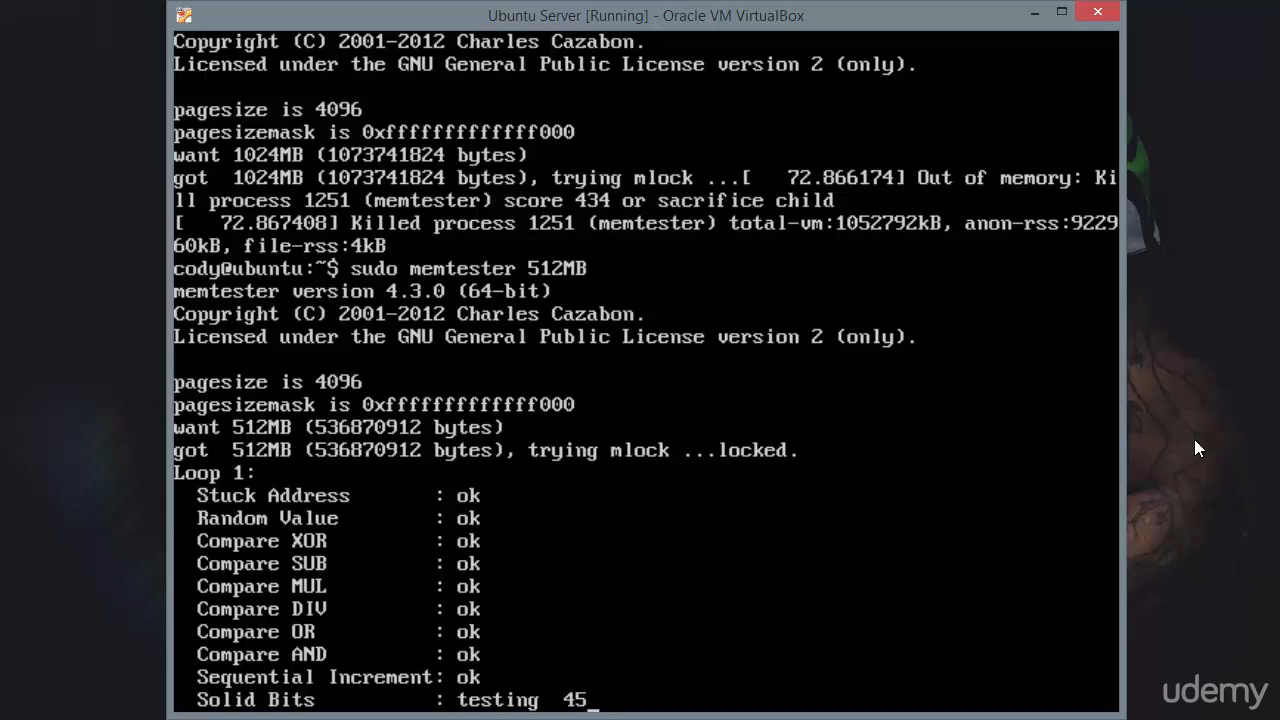 Ubuntu Server [Running] - Oracle VM VirtualBox
Copyright (C) 2001-2012 Charles Cazabon.
Licensed under the GNU General Public License version 2 (only).
pagesize is 4096
pagesizemask is 0xfffffffffffff000
want 1024MB (1073741824 bytes)
got  1024MB (1073741824 bytes), trying mlock ...[   72.866174] Out of memory: Ki
ll process 1251 (memtester) score 434 or sacrifice child
[   72.867408] Killed process 1251 (memtester) total-vm:1052792kB, anon-rss:9229
60kB, file-rss:4kB
cody@ubuntu:~$ sudo memtester 512MB
memtester version 4.3.0 (64-bit)
Copyright (C) 2001-2012 Charles Cazabon.
Licensed under the GNU General Public License version 2 (only).
pagesize is 4096
pagesizemask is 0xfffffffffffff000
want 512MB (536870912 bytes)
got  512MB (536870912 bytes), trying mlock ...locked.
Loop 1:
  Stuck Address       : ok
  Random Value        : ok
  Compare XOR         : ok
  Compare SUB         : ok
  Compare MUL         : ok
  Compare DIV         : ok
  Compare OR          : ok
  Compare AND         : ok
  Sequential Increment: ok
  Solid Bits          : testing  45_
udemy